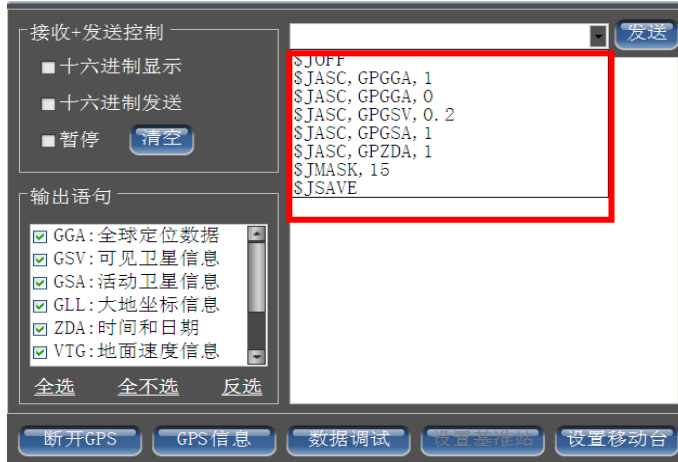 接收+发送控制
十六进制显示
十六进制发送
暂停
清空
发送
$JOFF
$JASC,GPGGA,1
$JASC,GPGGA,0
$JASC,GPGSV,0.2
$JASC,GPGSA,1
$JASC,GPZDA,1
$JMASK,15
$JSAVE
输出语句
GGA:全球定位数据
GSV:可见卫星信息
GSA:活动卫星信息
GLL:大地坐标信息
ZDA:时间和日期
VTG:地面速度信息
全选 全不选 反选
断开GPS GPS信息 数据调试 设置基准站 设置移动台